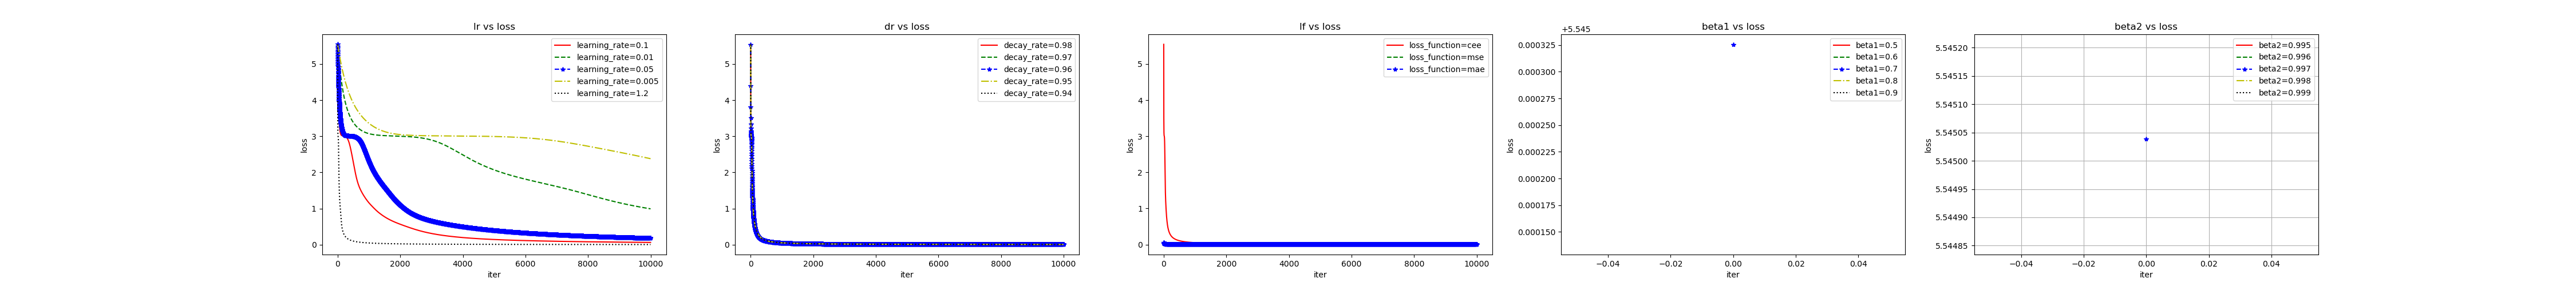 lr vs loss
learning_rate=0.1
learning_rate=0.01
learning_rate=0.05
learning_rate=0.005
learning_rate=1.2
loss
5
4
3
2
1
0
0
2000
4000
6000
8000
10000
iter
dr vs loss
decay_rate=0.98
decay_rate=0.97
decay_rate=0.96
decay_rate=0.95
decay_rate=0.94
loss
5
4
3
2
1
0
0
2000
4000
6000
8000
10000
iter
lf vs loss
loss_function=cee
loss_function=mse
loss_function=mae
loss
5
4
3
2
1
0
0
2000
4000
6000
8000
10000
iter
beta1 vs loss
+5.545
beta1=0.5
beta1=0.6
beta1=0.7
beta1=0.8
beta1=0.9
loss
0.000325
0.000300
0.000275
0.000250
0.000225
0.000200
0.000175
0.000150
−0.04
−0.02
0.00
0.02
0.04
iter
beta2 vs loss
beta2=0.995
beta2=0.996
beta2=0.997
beta2=0.998
beta2=0.999
loss
5.54520
5.54515
5.54510
5.54505
5.54500
5.54495
5.54490
5.54485
−0.04
−0.02
0.00
0.02
0.04
iter